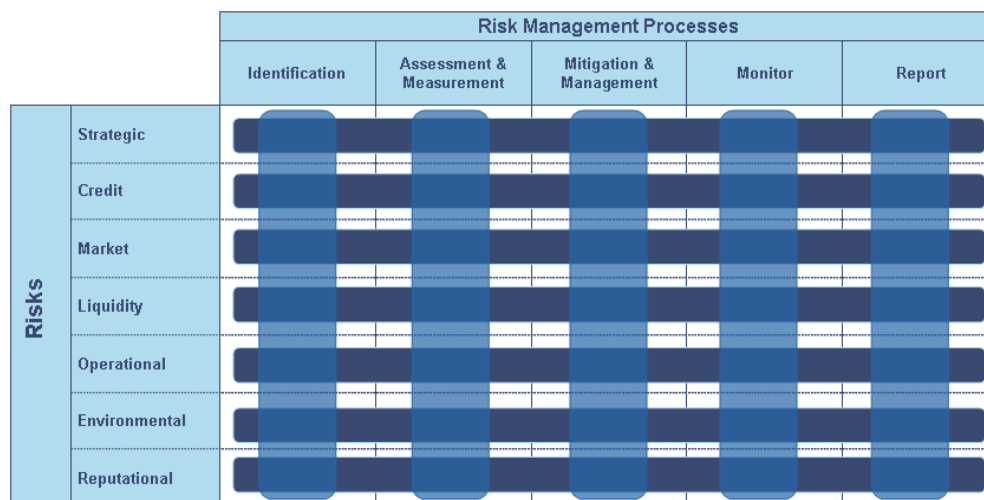 Risk Management Processes
Identification
Assessment &
Measurement
Mitigation &
Management
Monitor
Report
Risks
Strategic
Credit
Market
Liquidity
Operational
Environmental
Reputational